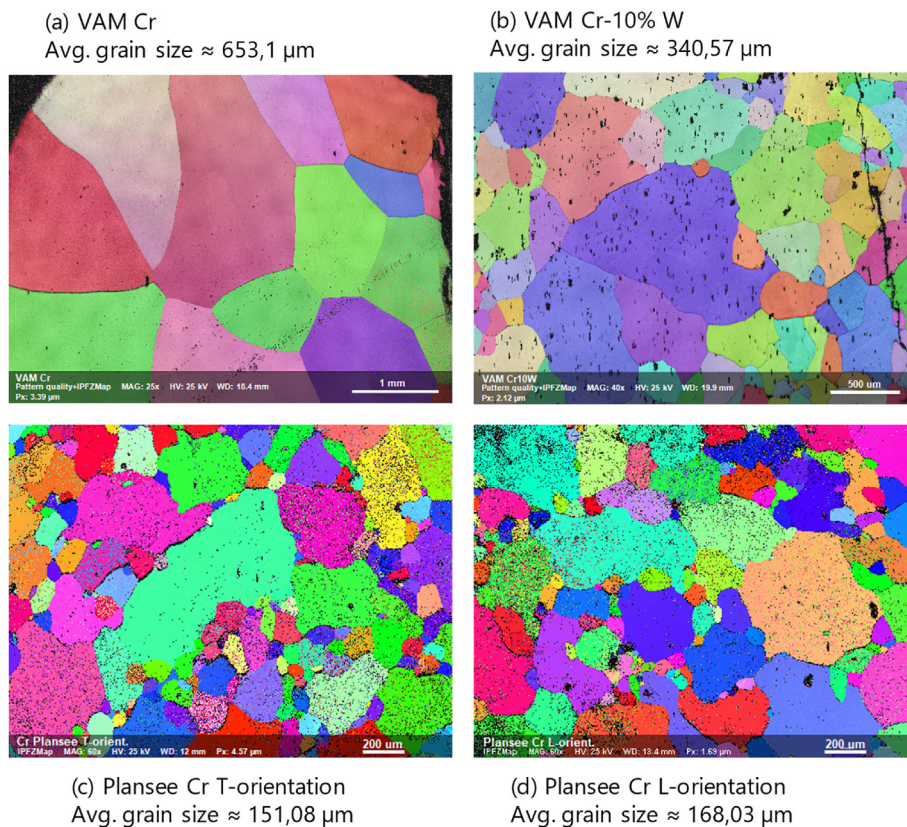 (a) VAM Cr
Avg. grain size ≈ 653,1 µm
(b) VAM Cr-10% W
Avg. grain size ≈ 340,57 µm
VAM Cr
Pattern quality+IPFZMap MAG: 25x HV: 25 kV WD: 18.4 mm
Px: 3.39 µm
1 mm
VAM Cr10W
Pattern quality+IPFZMap MAG: 40x HV: 25 kV WD: 19.9 mm
Px: 2.12 µm
500 um
Cr Plansee T-orient.
IPFZMap MAG: 60x HV: 25 kV WD: 12 mm Px: 4.57 µm
200 um
Plansee Cr L-orient.
IPFZMap MAG: 60x HV: 25 kV WD: 13.4 mm Px: 1.69 µm
200 um
(c) Plansee Cr T-orientation
Avg. grain size ≈ 151,08 µm
(d) Plansee Cr L-orientation
Avg. grain size ≈ 168,03 µm